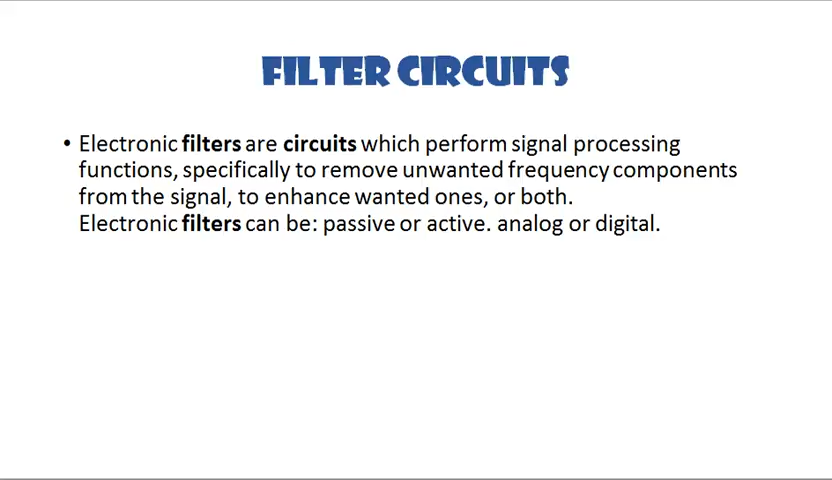 FILTER CIRCUITS
• Electronic filters are circuits which perform signal processing
functions, specifically to remove unwanted frequency components
from the signal, to enhance wanted ones, or both.
Electronic filters can be: passive or active. analog or digital.